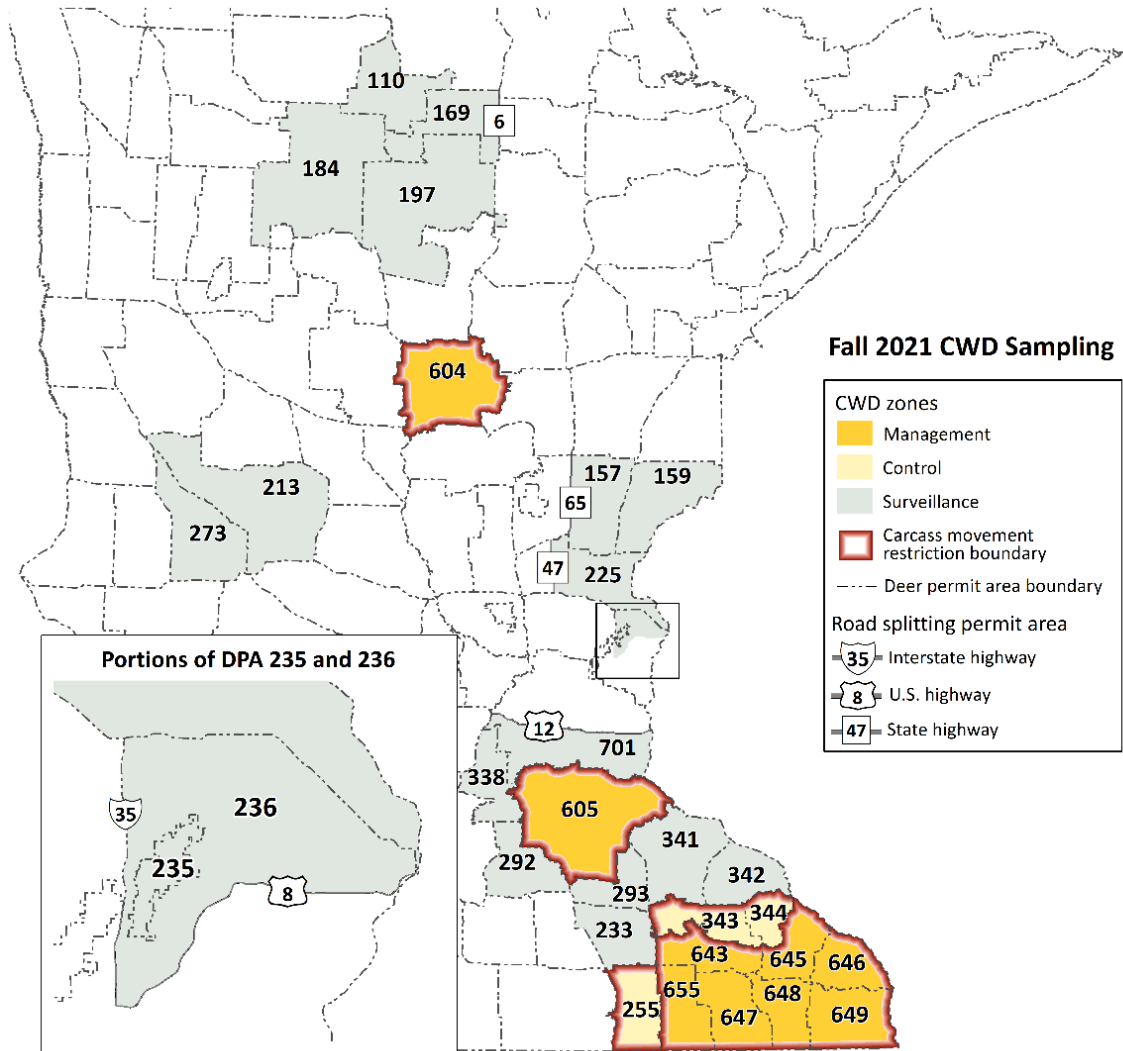 110
169
6
184
197
604
Fall 2021 CWD Sampling
CWD zones
Management
Control
Surveillance
Carcass movement
restriction boundary
Deer permit area boundary
Road splitting permit area
35 Interstate highway
8 U.S. highway
47 State highway
213
273
157
159
65
47
225
Portions of DPA 235 and 236
35
236
235
8
12
701
338
605
341
292
293
342
233
343
344
643
645
646
255
655
647
648
649